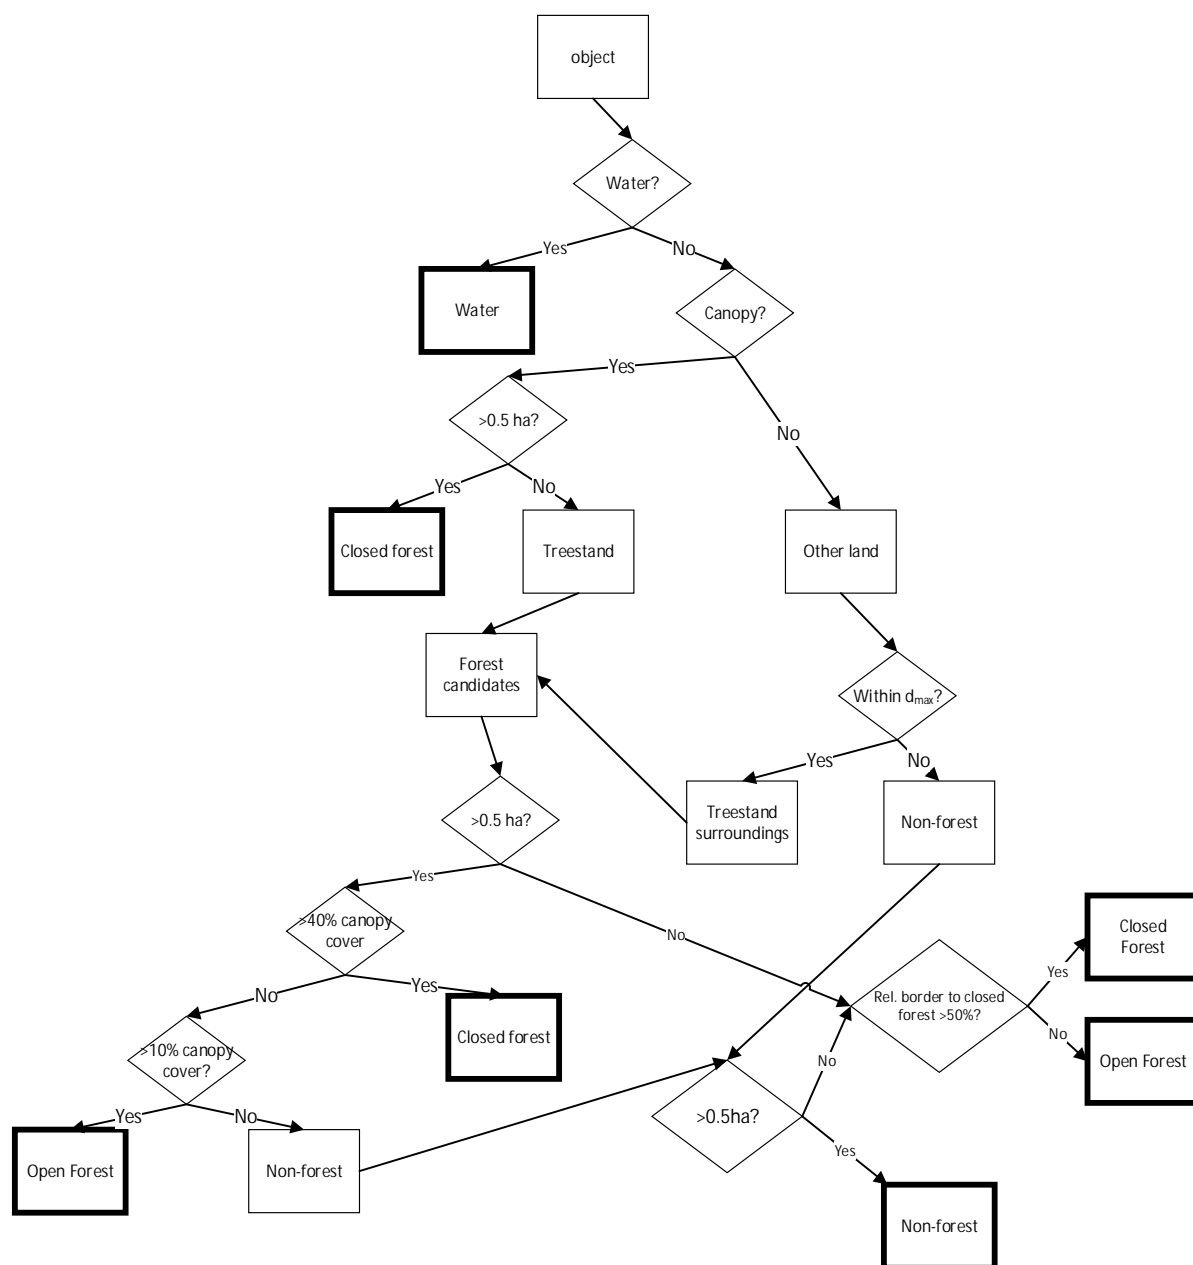 object
Water?
Yes
No
Water
Canopy?
Yes
>0.5 ha?
No
Yes
No
Closed forest
Treestand
Other land
Forest
candidates
Within dmax?
Yes
No
>0.5 ha?
Treestand
surroundings
Non-forest
Yes
>40% canopy
cover
No
Closed
Forest
Yes
Rel. border to closed
forest >50%?
No
Yes
No
Closed forest
Open Forest
>10% canopy
cover?
No
>0.5ha?
Yes
No
Yes
Open Forest
Non-forest
Non-forest